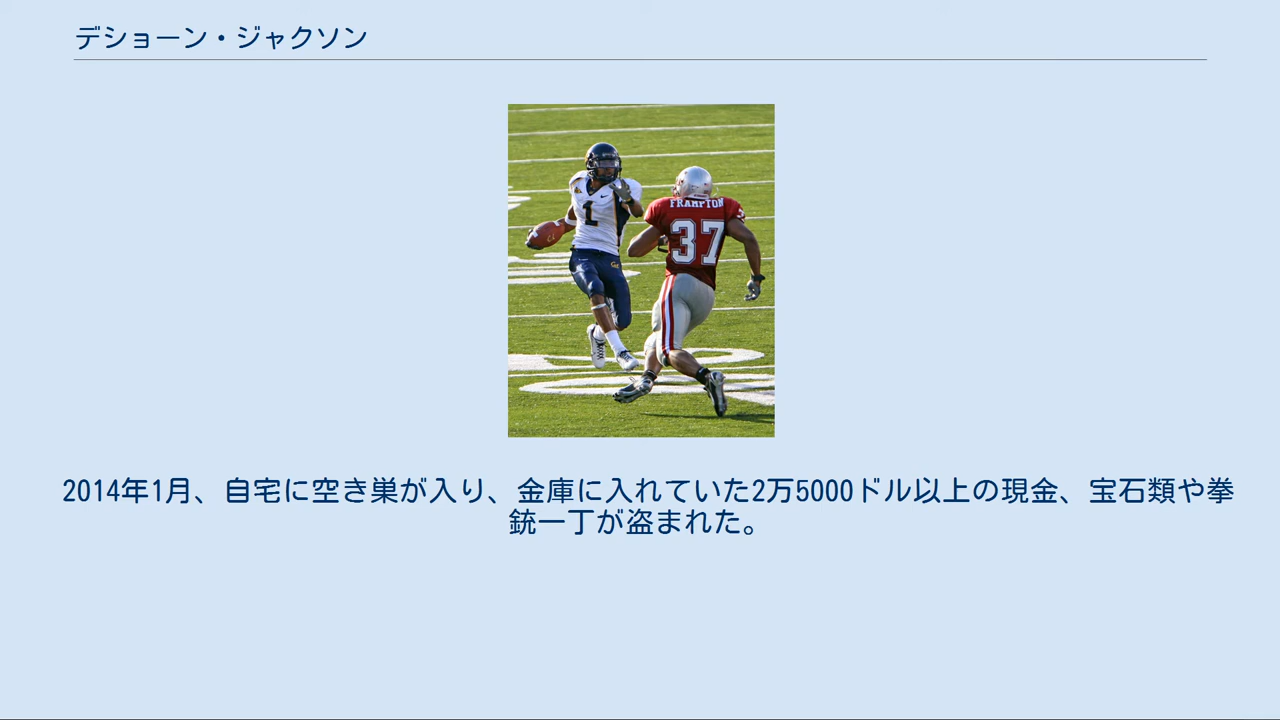 デショーン・ジャクソン
1
FRAMPTON
37
Cal
2014年1月、自宅に空き巣が入り、金庫に入れていた2万5000ドル以上の現金、宝石類や拳
銃一丁が盗まれた。